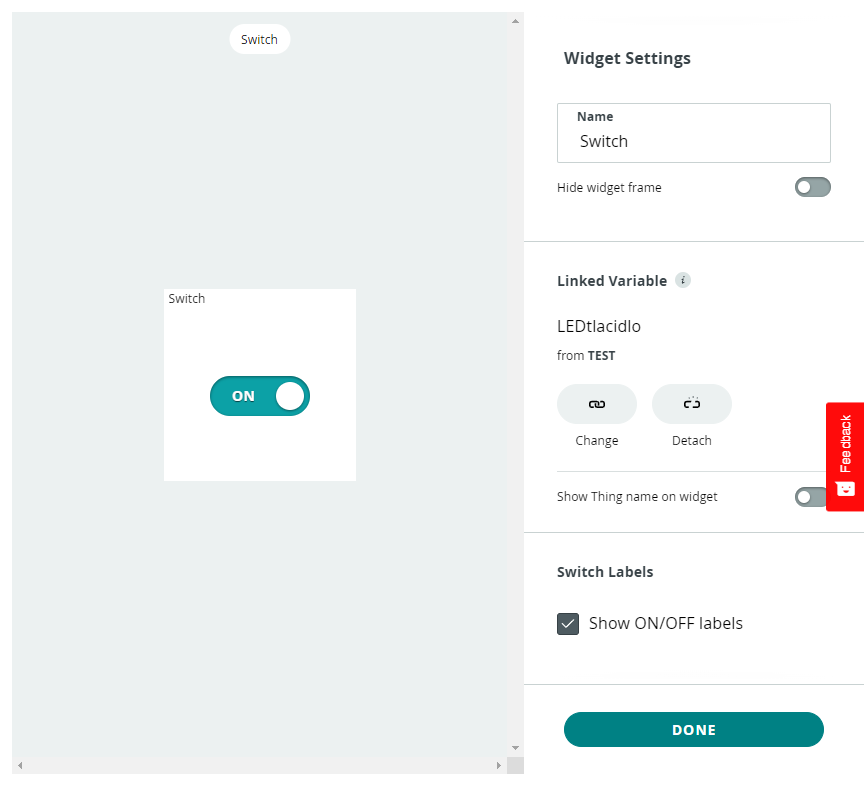 Switch
Switch
ON
Widget Settings
Name
Switch
Hide widget frame
Linked Variable i
LEDtlacidlo
from TEST
Change
Detach
Show Thing name on widget
Feedback
Switch Labels
Show ON/OFF labels
DONE